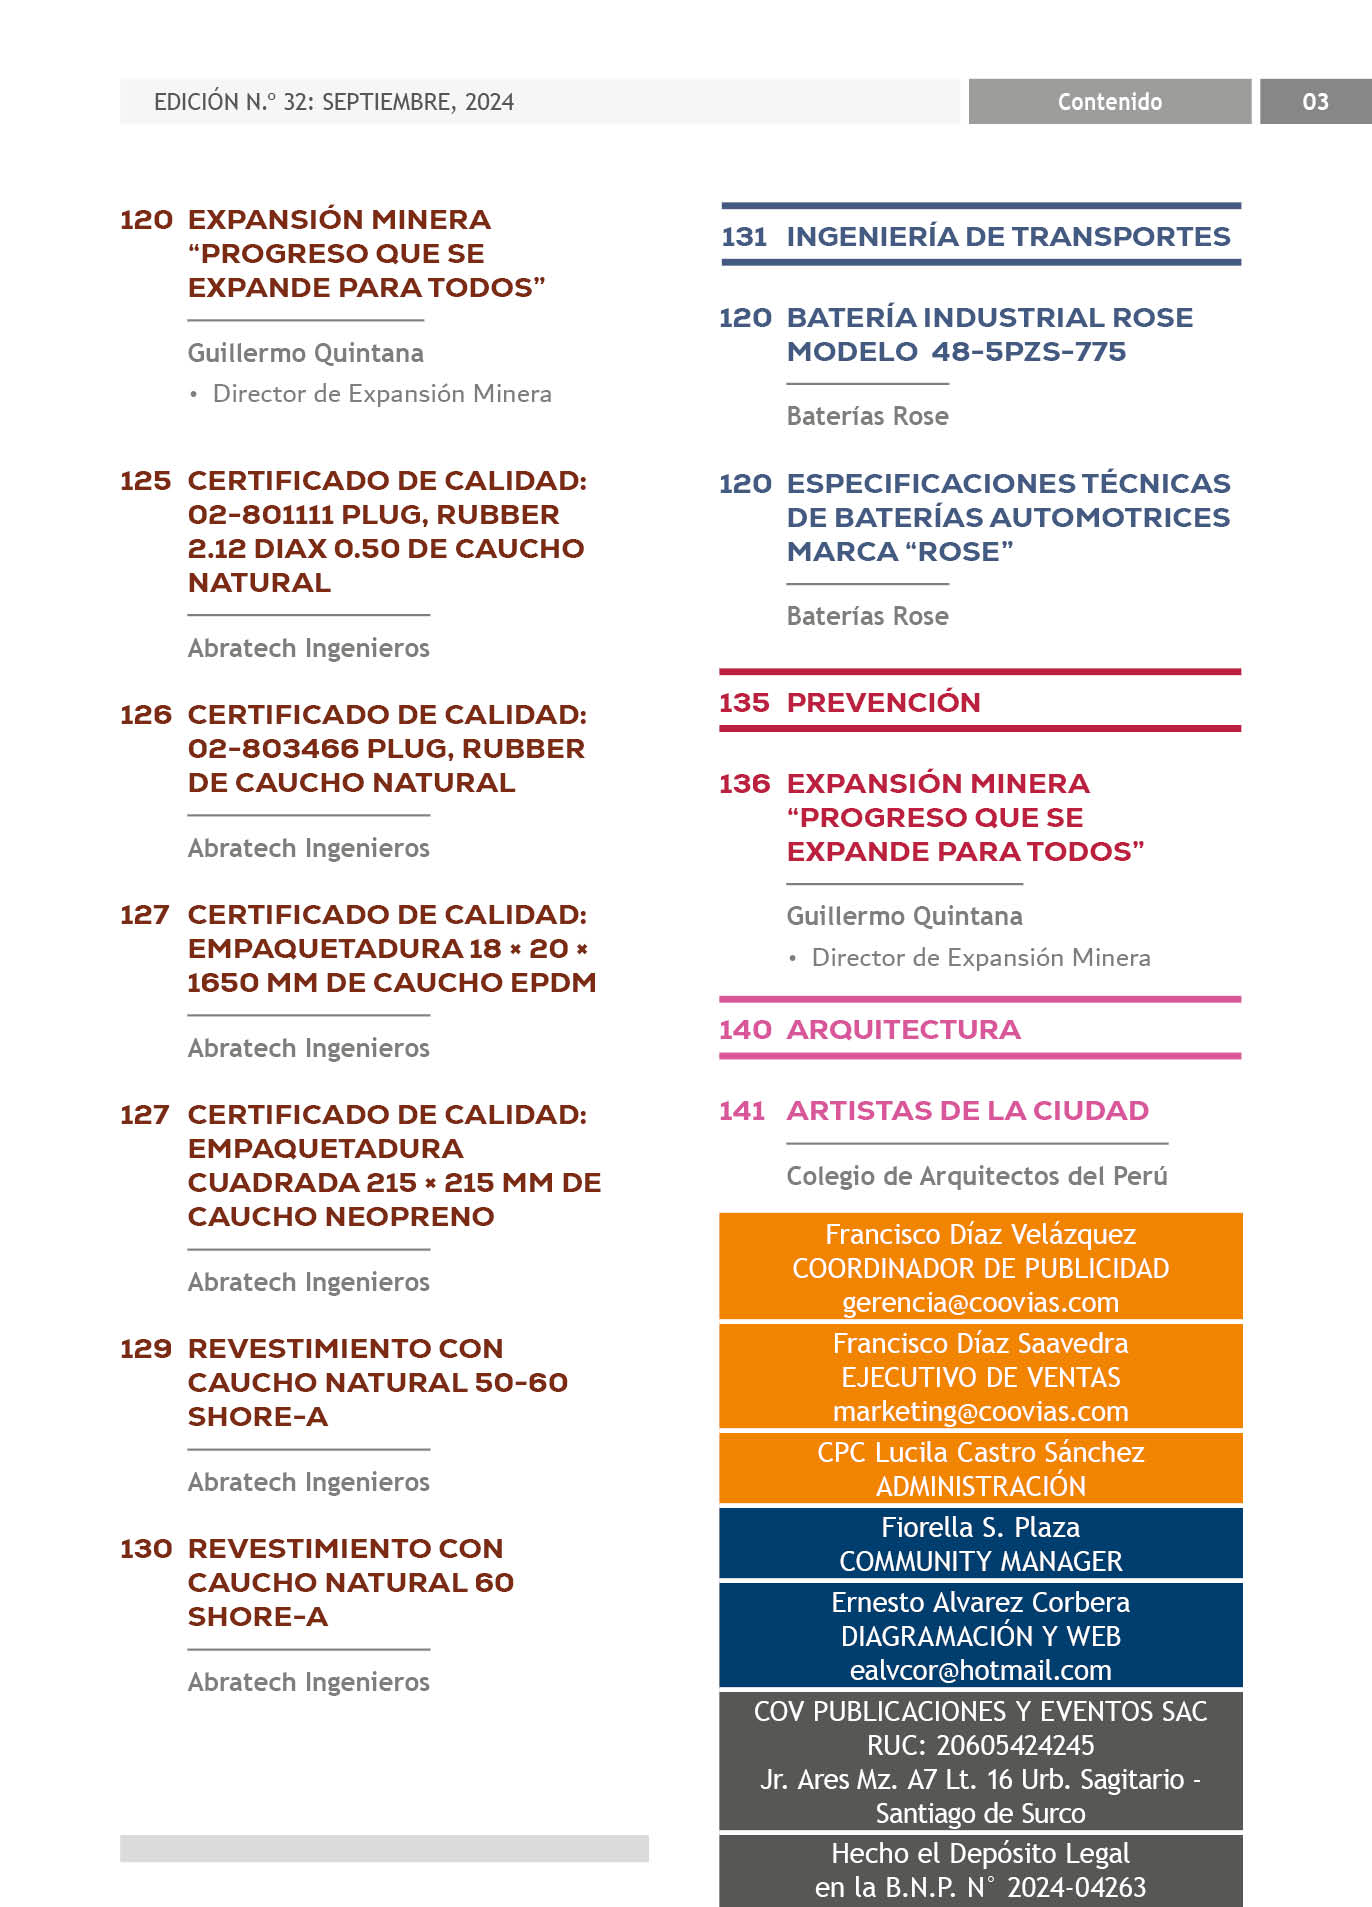 EDICIÓN N.º 32: SEPTIEMBRE, 2024
Contenido
03
120 EXPANSIÓN MINERA
“PROGRESO QUE SE
EXPANDE PARA TODOS”
Guillermo Quintana
• Director de Expansión Minera
125 CERTIFICADO DE CALIDAD:
02-801111 PLUG, RUBBER
2.12 DIAX 0.50 DE CAUCHO
NATURAL
Abratech Ingenieros
126 CERTIFICADO DE CALIDAD:
02-803466 PLUG, RUBBER
DE CAUCHO NATURAL
Abratech Ingenieros
127 CERTIFICADO DE CALIDAD:
EMPAQUETADURA 18 × 20 ×
1650 MM DE CAUCHO EPDM
Abratech Ingenieros
127 CERTIFICADO DE CALIDAD:
EMPAQUETADURA
CUADRADA 215 × 215 MM DE
CAUCHO NEOPRENO
Abratech Ingenieros
129 REVESTIMIENTO CON
CAUCHO NATURAL 50-60
SHORE-A
Abratech Ingenieros
130 REVESTIMIENTO CON
CAUCHO NATURAL 60
SHORE-A
Abratech Ingenieros
131 INGENIERÍA DE TRANSPORTES
120 BATERÍA INDUSTRIAL ROSE
MODELO 48-5PZS-775
Baterías Rose
120 ESPECIFICACIONES TÉCNICAS
DE BATERÍAS AUTOMOTRICES
MARCA “ROSE”
Baterías Rose
135 PREVENCIÓN
136 EXPANSIÓN MINERA
“PROGRESO QUE SE
EXPANDE PARA TODOS”
Guillermo Quintana
• Director de Expansión Minera
140 ARQUITECTURA
141 ARTISTAS DE LA CIUDAD
Colegio de Arquitectos del Perú
Francisco Díaz Velázquez
COORDINADOR DE PUBLICIDAD
gerencia@coovias.com
Francisco Díaz Saavedra
EJECUTIVO DE VENTAS
marketing@coovias.com
CPC Lucila Castro Sánchez
ADMINISTRACIÓN
Fiorella S. Plaza
COMMUNITY MANAGER
Ernesto Alvarez Corbera
DIAGRAMACIÓN Y WEB
ealvcor@hotmail.com
COV PUBLICACIONES Y EVENTOS SAC
RUC: 20605424245
Jr. Ares Mz. A7 Lt. 16 Urb. Sagitario -
Santiago de Surco
Hecho el Depósito Legal
en la B.N.P. N° 2024-04263